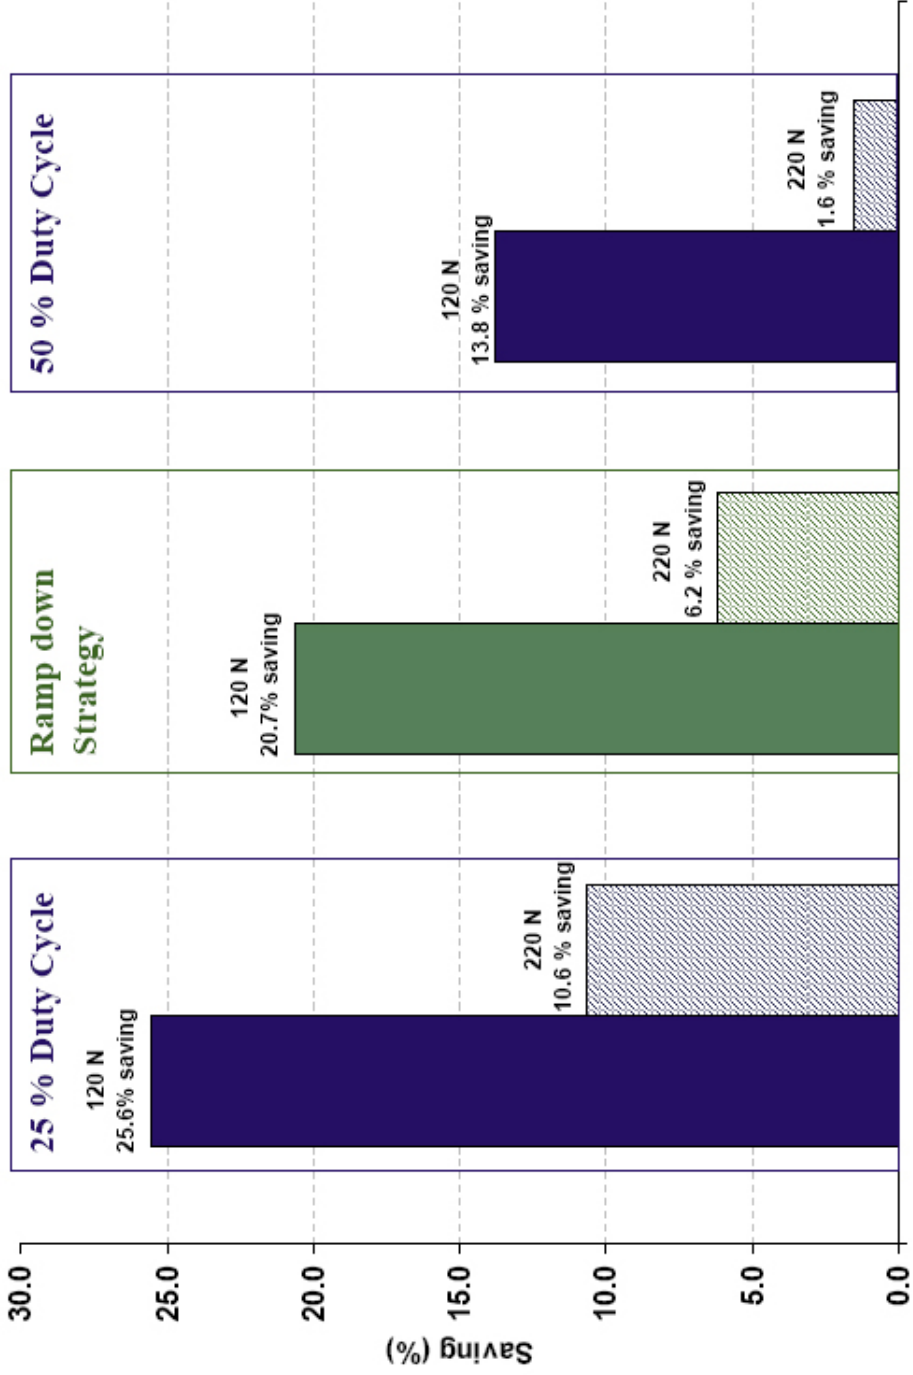 Saving (%)
30.0
25.0
20.0
15.0
10.0
5.0
0.0
25 % Duty Cycle
120 N
25.6% saving
220 N
10.6 % saving
Ramp down
Strategy
120 N
20.7% saving
220 N
6.2 % saving
50 % Duty Cycle
120 N
13.8 % saving
220 N
1.6 % saving